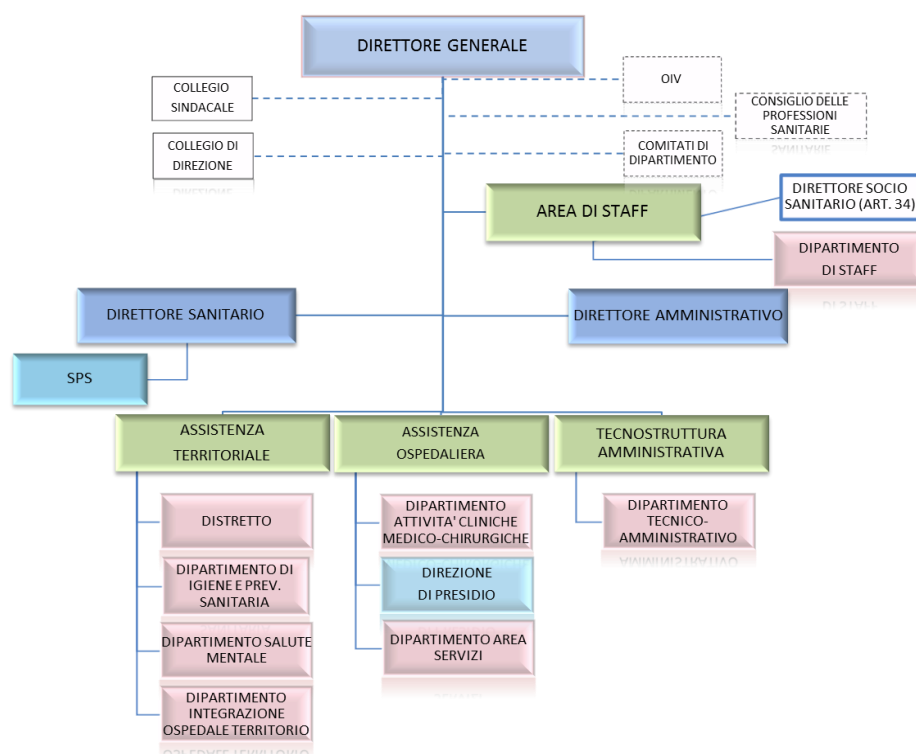 DIRETTORE GENERALE
COLLEGIO
SINDACALE
OIV
CONSIGLIO DELLE
PROFESSIONI
SANITARIE
COLLEGIO DI
DIREZIONE
COMITATI DI
DIPARTIMENTO
AREA DI STAFF
DIRETTORE SOCIO
SANITARIO (ART. 34)
DIPARTIMENTO
DI STAFF
DIRETTORE SANITARIO
DIRETTORE AMMINISTRATIVO
SPS
ASSISTENZA
TERRITORIALE
ASSISTENZA
OSPEDALIERA
TECNOSTRUTTURA
AMMINISTRATIVA
DISTRETTO
DIPARTIMENTO DI
IGIENE E PREV.
SANITARIA
DIPARTIMENTO SALUTE
MENTALE
DIPARTIMENTO
INTEGRAZIONE
OSPEDALE TERRITORIO
DIPARTIMENTO
ATTIVITA' CLINICHE
MEDICO-CHIRURGICHE
DIREZIONE
DI PRESIDIO
DIPARTIMENTO AREA
SERVIZI
DIPARTIMENTO
TECNICO-
AMMINISTRATIVO